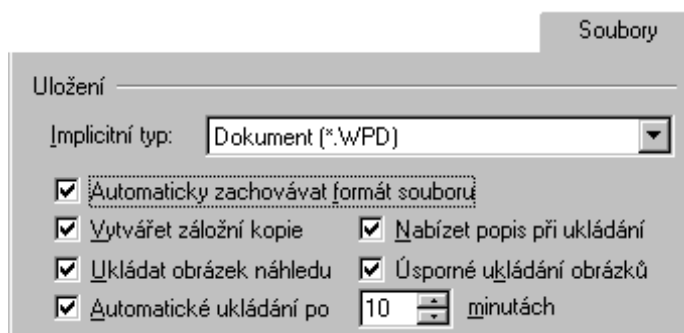 Soubory
Uložení
Implicitní typ: Dokument (*.WPD)
Automaticky zachovávat formát souboru
Vytvářet záložní kopie Nabízet popis při ukládání
Ukládat obrázek náhledu Úsporné ukládání obrázků
Automatické ukládání po 10 minutách